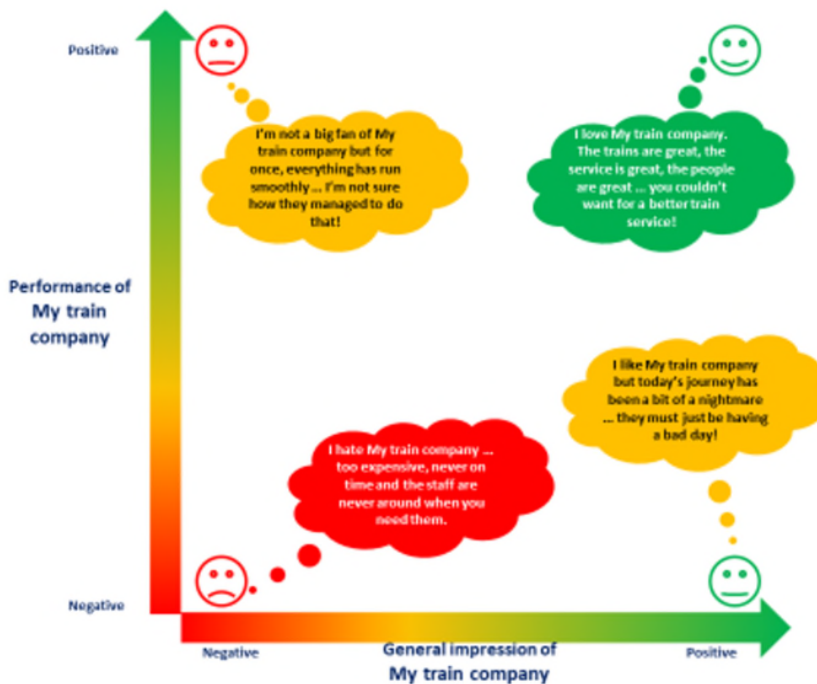 Positive
I'm not a big fan of My
train company but for
once, everything has run
smoothly ... I'm not sure
how they managed to do
that!
I love My train company.
The trains are great, the
service is great, the people
are great ... you couldn't
want for a better train
service!
Performance of
My train
company
I like My train company
but today's journey has
been a bit of a nightmare
... they must just be having
a bad day!
I hate My train company ...
too expensive, never on
time and the staff are
never around when you
need them.
Negative
Negative
General impression of
My train company
Positive